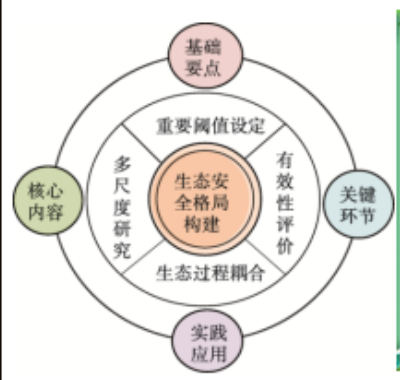 基础
要点
重要阈值设定
多尺度研究
生态安
全格局
构建
有效性评价
核心
内容
关键
环节
生态过程耦合
实践
应用